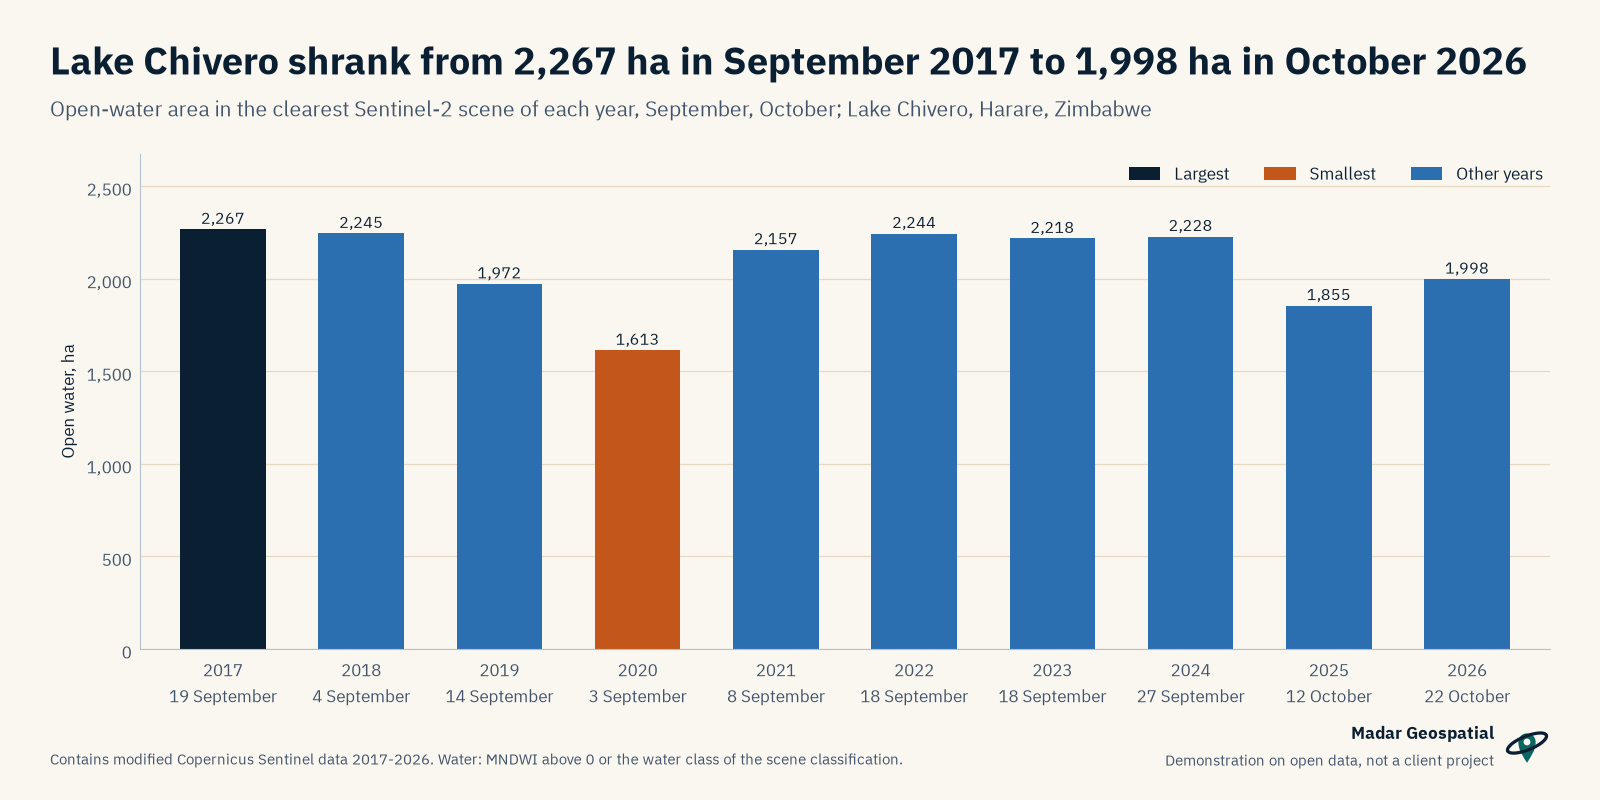 Lake Chivero shrank from 2,267 ha in September 2017 to 1,998 ha in October 2026
Open-water area in the clearest Sentinel-2 scene of each year, September, October; Lake Chivero, Harare, Zimbabwe
Largest Smallest Other years
Open water, ha
2,500
2,000
1,500
1,000
500
0
2,267 2,245 1,972 1,613 2,157 2,244 2,218 2,228 1,855 1,998
2017 2018 2019 2020 2021 2022 2023 2024 2025 2026
19 September 4 September 14 September 3 September 8 September 18 September 18 September 27 September 12 October 22 October
Madar Geospatial
Contains modified Copernicus Sentinel data 2017-2026. Water: MNDWI above 0 or the water class of the scene classification.
Demonstration on open data, not a client project